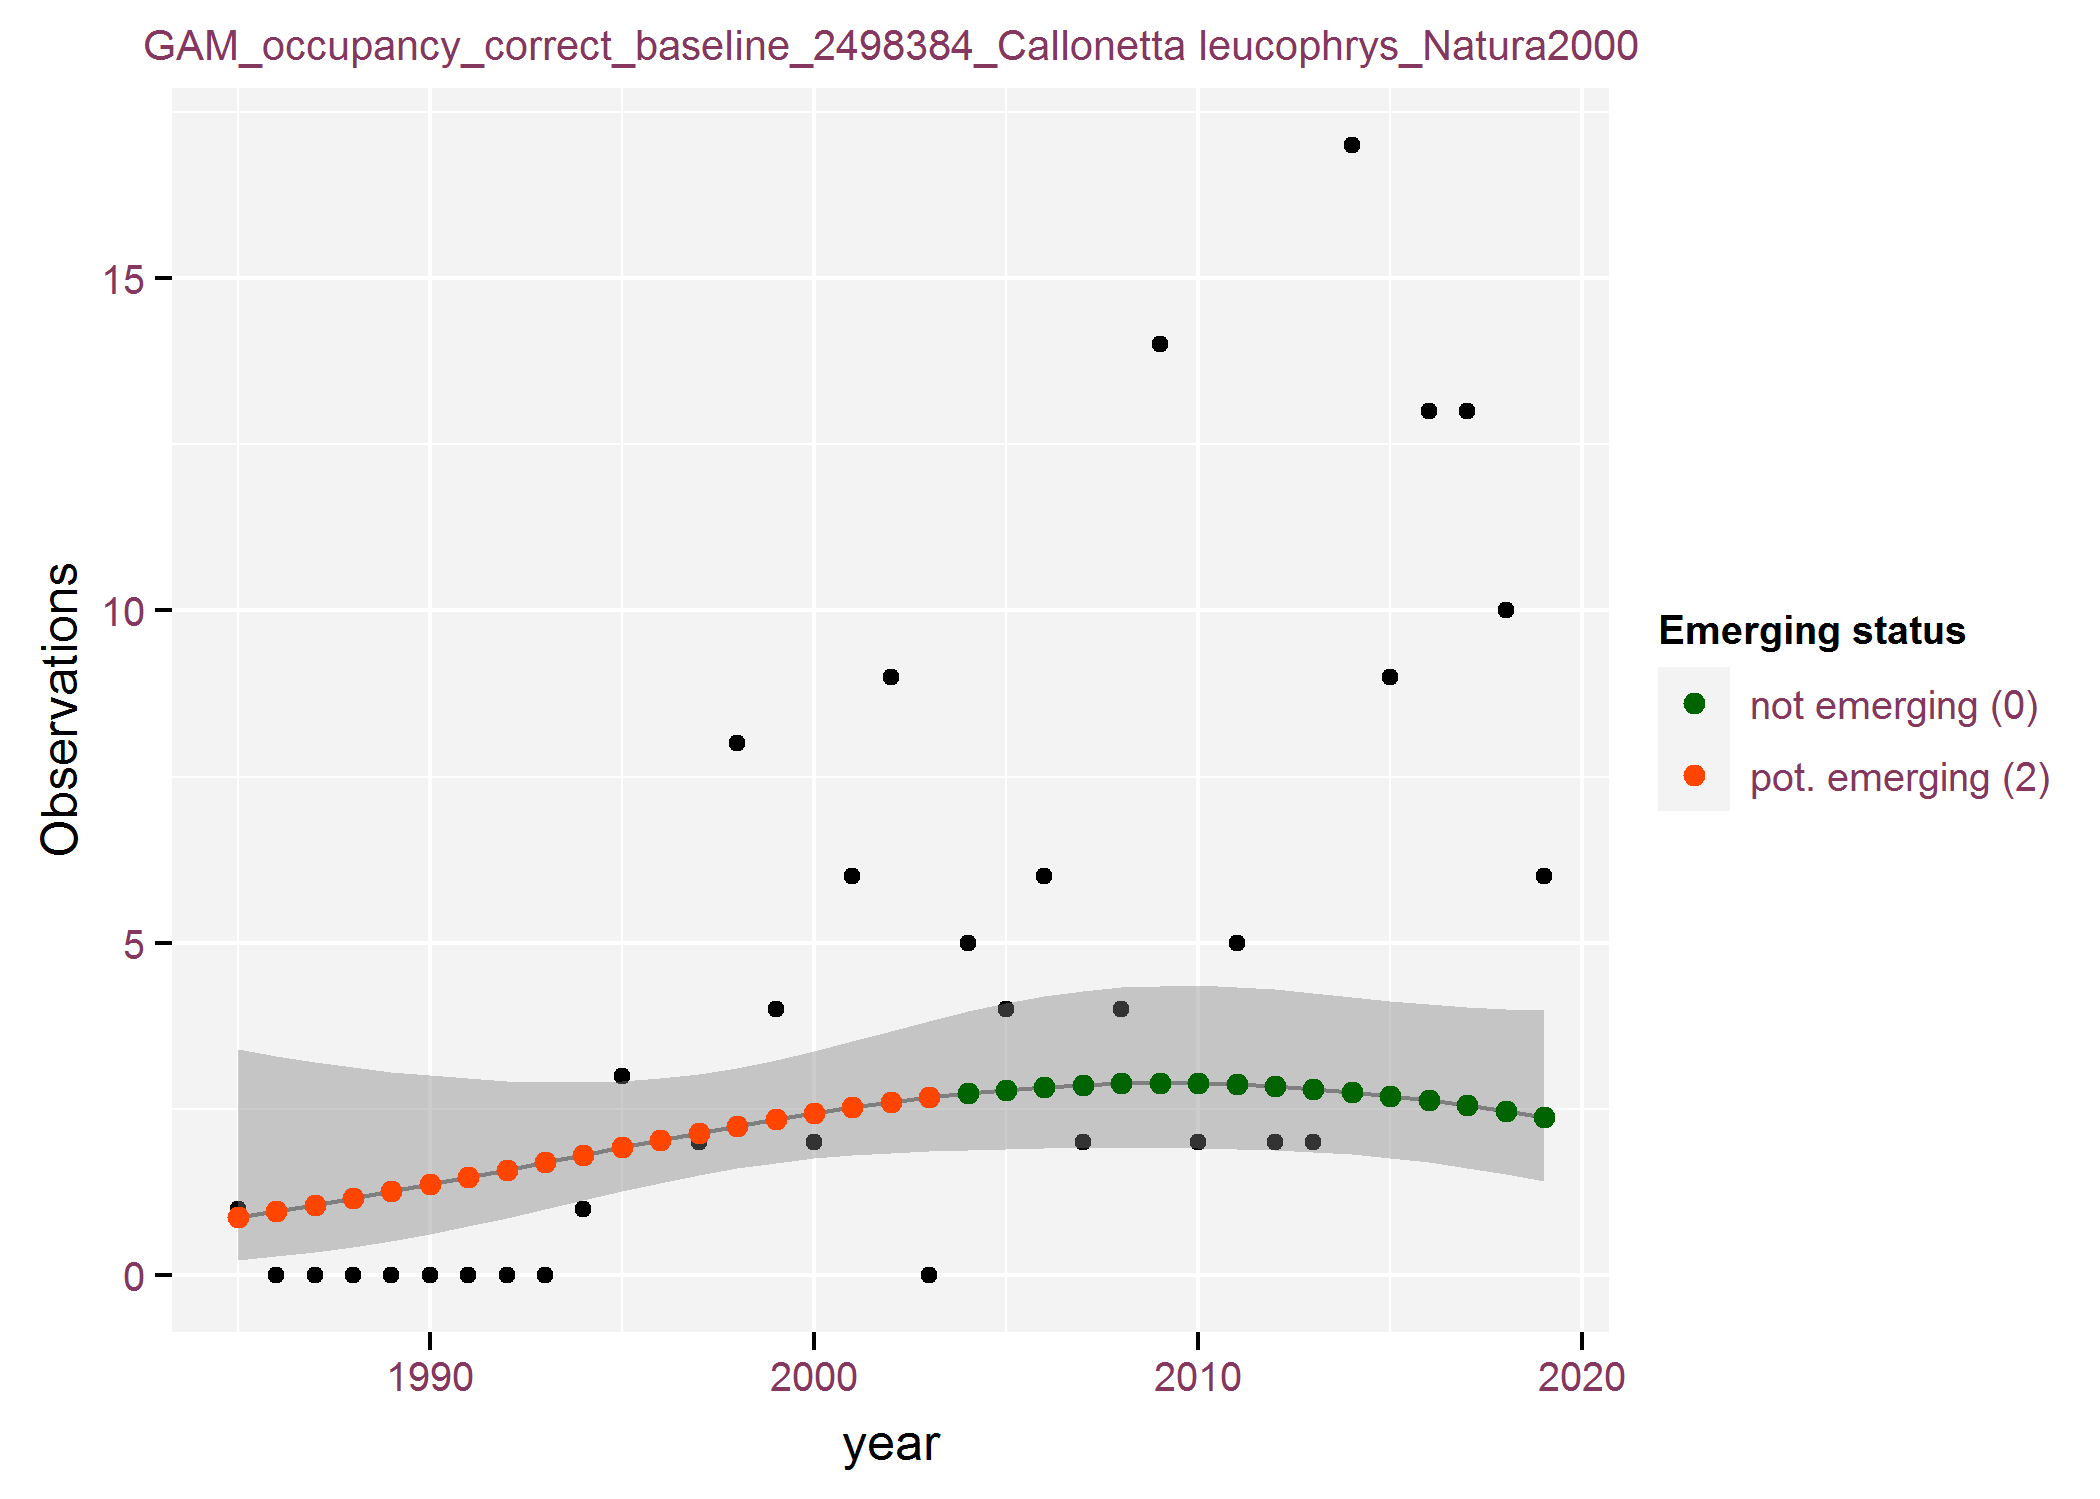 GAM_occupancy_correct_baseline_2498384_Callonetta leucophrys_Natura2000
15
10
5
0
Observations
1990
2000
2010
2020
year
Emerging status
not emerging (0)
pot. emerging (2)